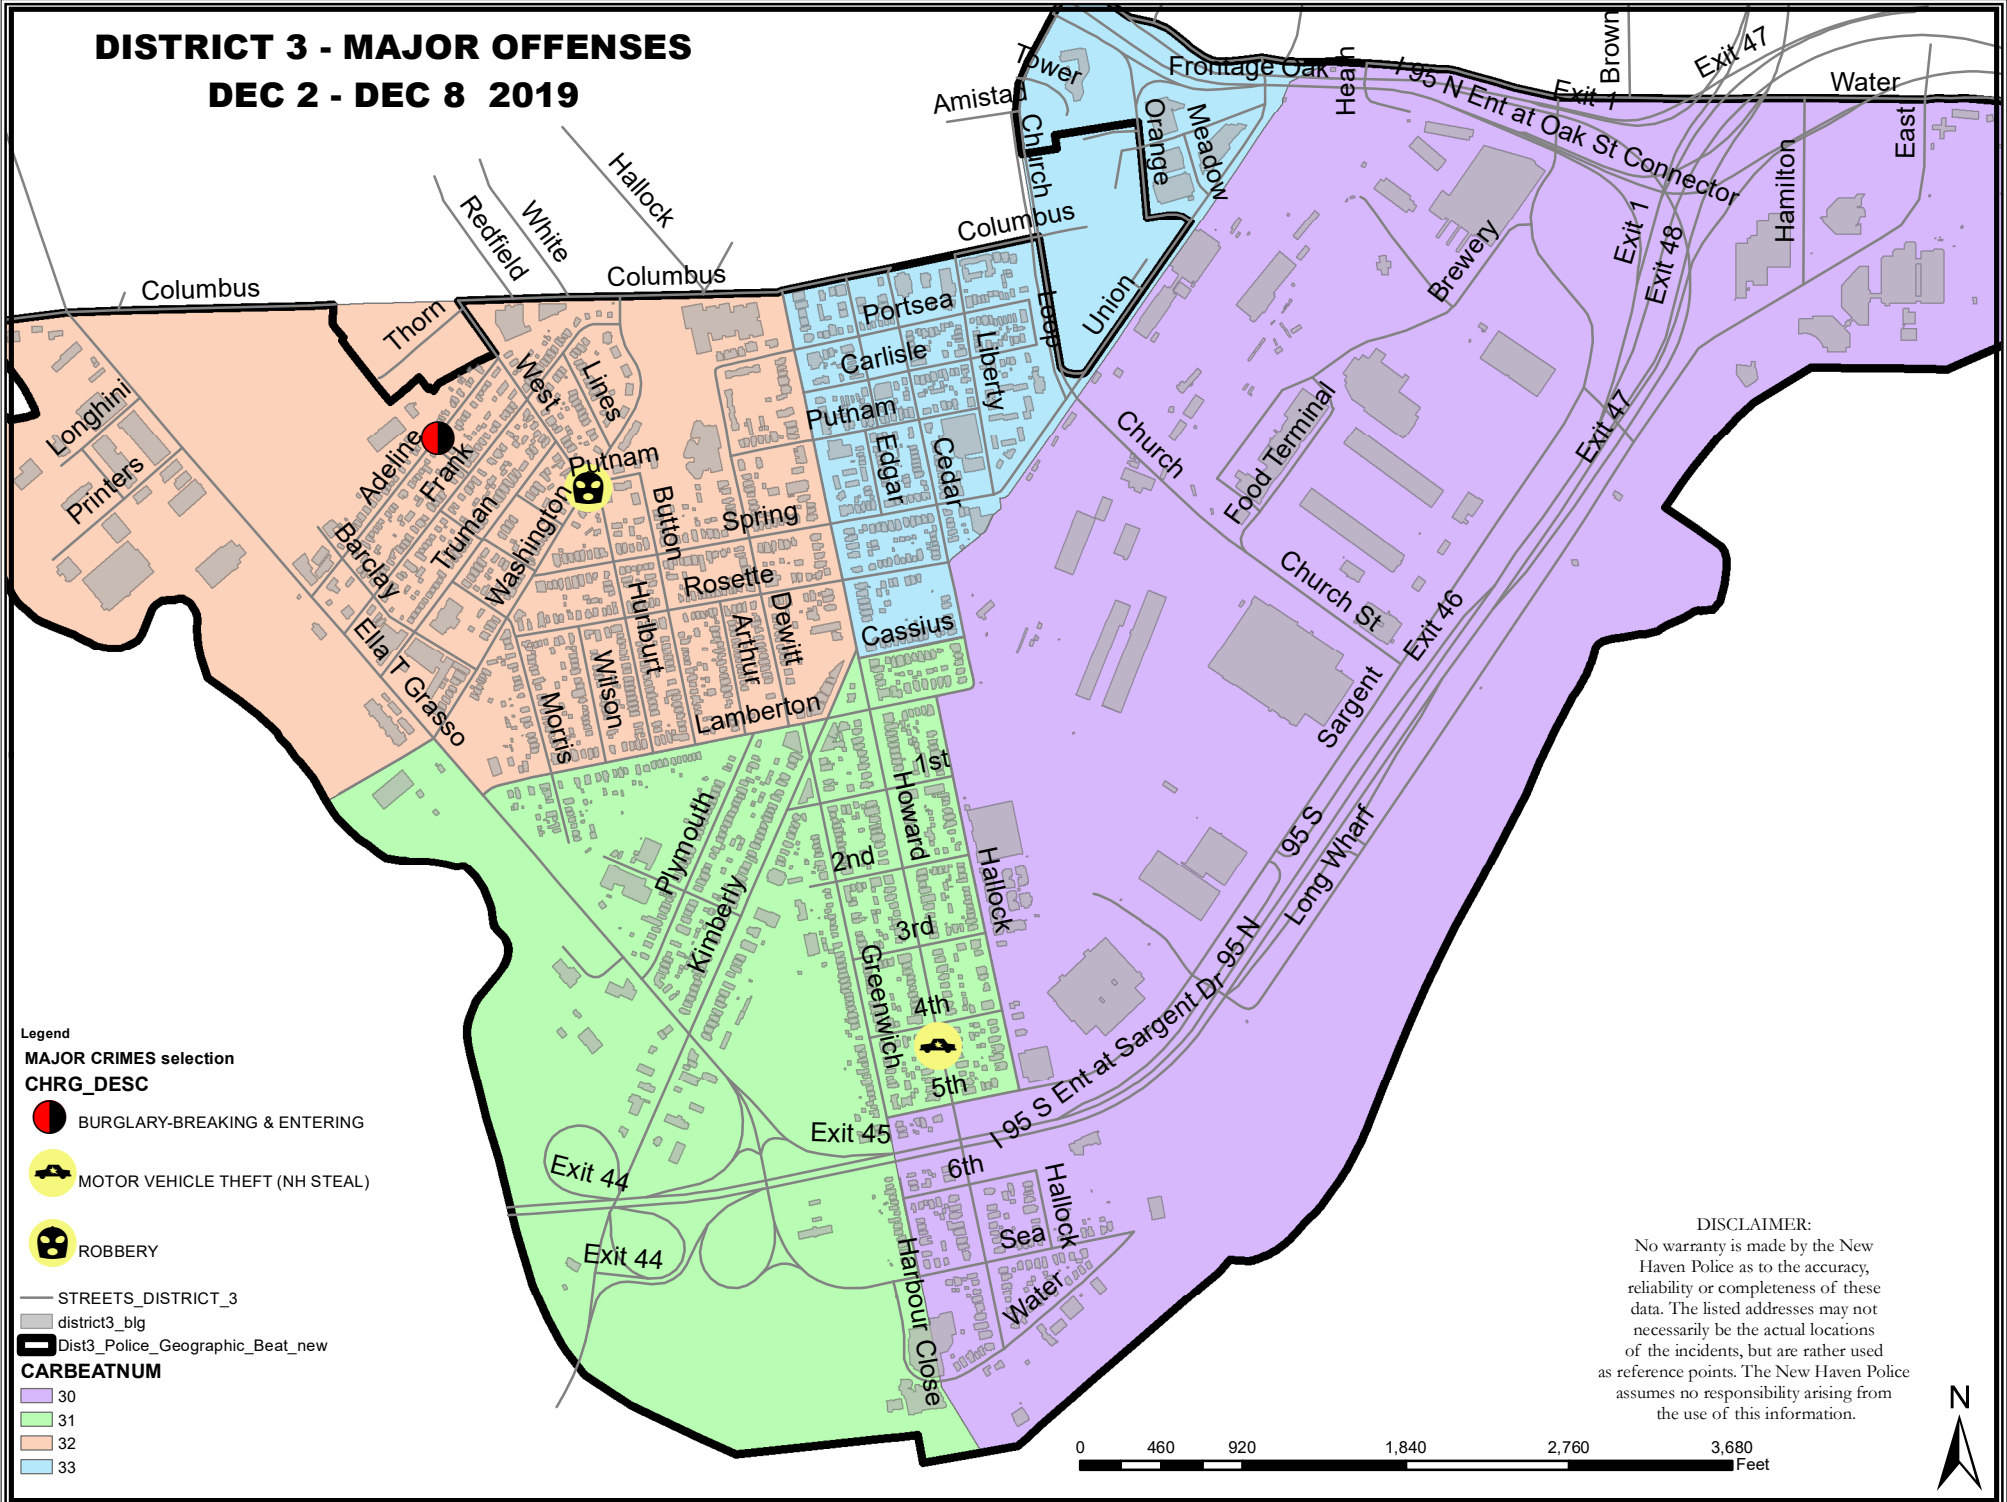 DISTRICT 3 - MAJOR OFFENSES
DEC 2 - DEC 8  2019
Tower
Amistad
Church
Orange
Meadow
Frontage Oak
Heath
I 95 N Ent at Oak St Connector
Exit 1
Brown
Exit 47
Water
East
Hamilton
Exit 1
Exit 48
Brewery
Hallock
White
Redfield
Columbus
Columbus
Columbus
Thorn
Portsea
Loop
Union
Carlisle
Liberty
West
Lines
Longhini
Putnam
Church
Food Terminal
Exit 47
Adeline
Frank
Putnam
Edgar
Cedar
Printers
Truman
Washington
Button
Spring
Barclay
Rosette
Church St
Exit 46
Hurlburt
Arthur
Dewitt
Cassius
Ella T Grasso
Wilson
Morris
Lamberton
Sargent
1st
Howard
Plymouth
2nd
Hallock
95 S
Long Wharf
Kimberly
3rd
Greenwich
95 N
4th
I 95 S Ent at Sargent Dr
5th
Exit 45
6th
Exit 44
Hallock
Sea
Exit 44
Harbour Close
Water
Legend
MAJOR CRIMES selection
CHRG_DESC
BURGLARY-BREAKING & ENTERING
MOTOR VEHICLE THEFT (NH STEAL)
ROBBERY
STREETS_DISTRICT_3
district3_blg
Dist3_Police_Geographic_Beat_new
CARBEATNUM
30
31
32
33
DISCLAIMER:
No warranty is made by the New
Haven Police as to the accuracy,
reliability or completeness of these
data. The listed addresses may not
necessarily be the actual locations
of the incidents, but are rather used
as reference points. The New Haven Police
assumes no responsibility arising from
the use of this information.
N
0 460 920 1,840 2,760 3,680
Feet